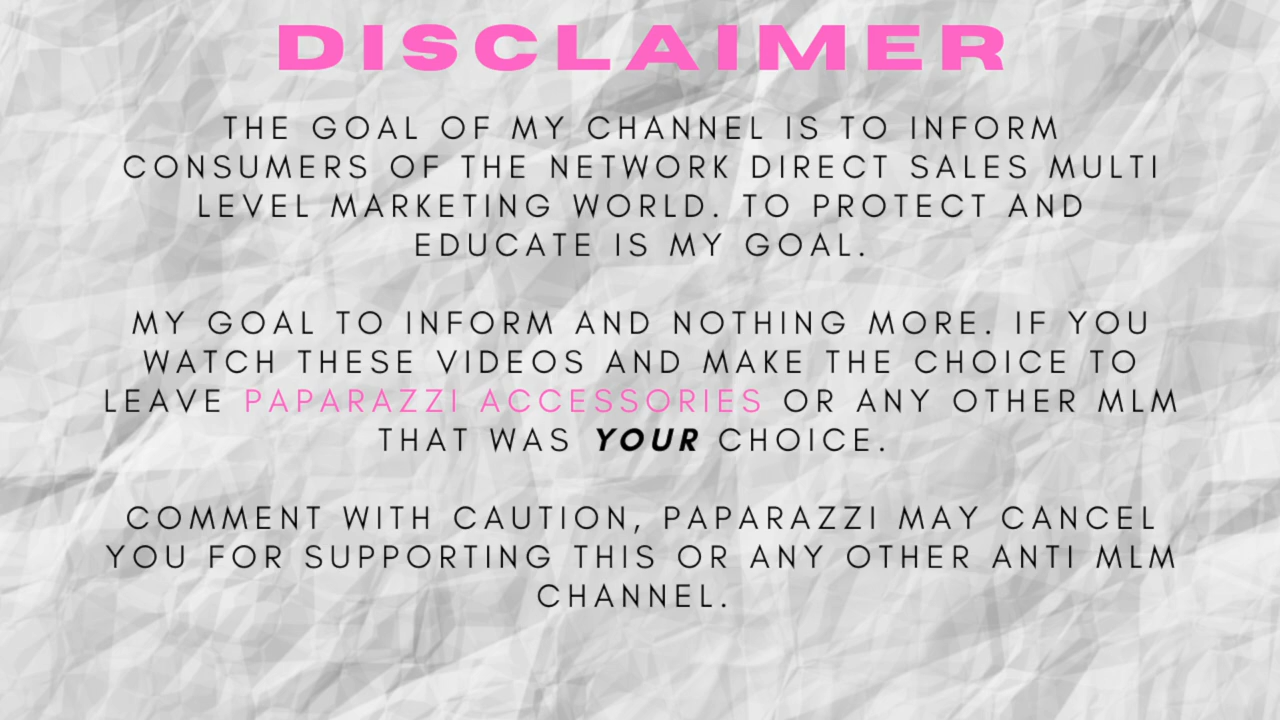 DISCLAIMER
THE GOAL OF MY CHANNEL IS TO INFORM
CONSUMERS OF THE NETWORK DIRECT SALES MULTI
LEVEL MARKETING WORLD. TO PROTECT AND
EDUCATE IS MY GOAL.
MY GOAL TO INFORM AND NOTHING MORE. IF YOU
WATCH THESE VIDEOS AND MAKE THE CHOICE TO
LEAVE PAPARAZZI ACCESSORIES OR ANY OTHER MLM
THAT WAS YOUR CHOICE.
COMMENT WITH CAUTION, PAPARAZZI MAY CANCEL
YOU FOR SUPPORTING THIS OR ANY OTHER ANTI MLM
CHANNEL.